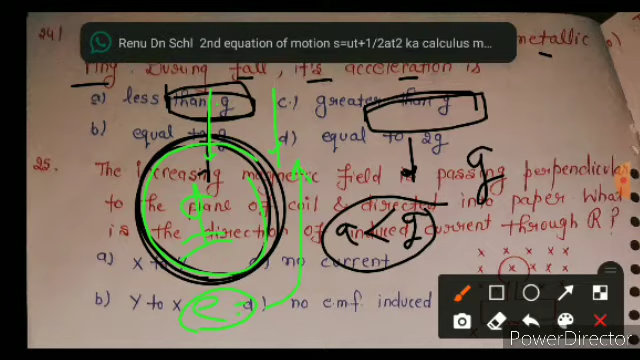 24)
Renu Dn Schl 2nd equation of motion s=ut+1/2at2 ka calculus m...
metallic
ring. During fall, it's acceleration is
a) less than g c.) greater than g
b) equal to g d) equal to 2g
g
25. The increasing magnetic field is passing perpendicular
to the plane of coil & directed into paper. What
is the direction of induced current through R?
a < g
a) X to Y c) no current
b) Y to X d) no e.m.f induced
e
PowerDirector